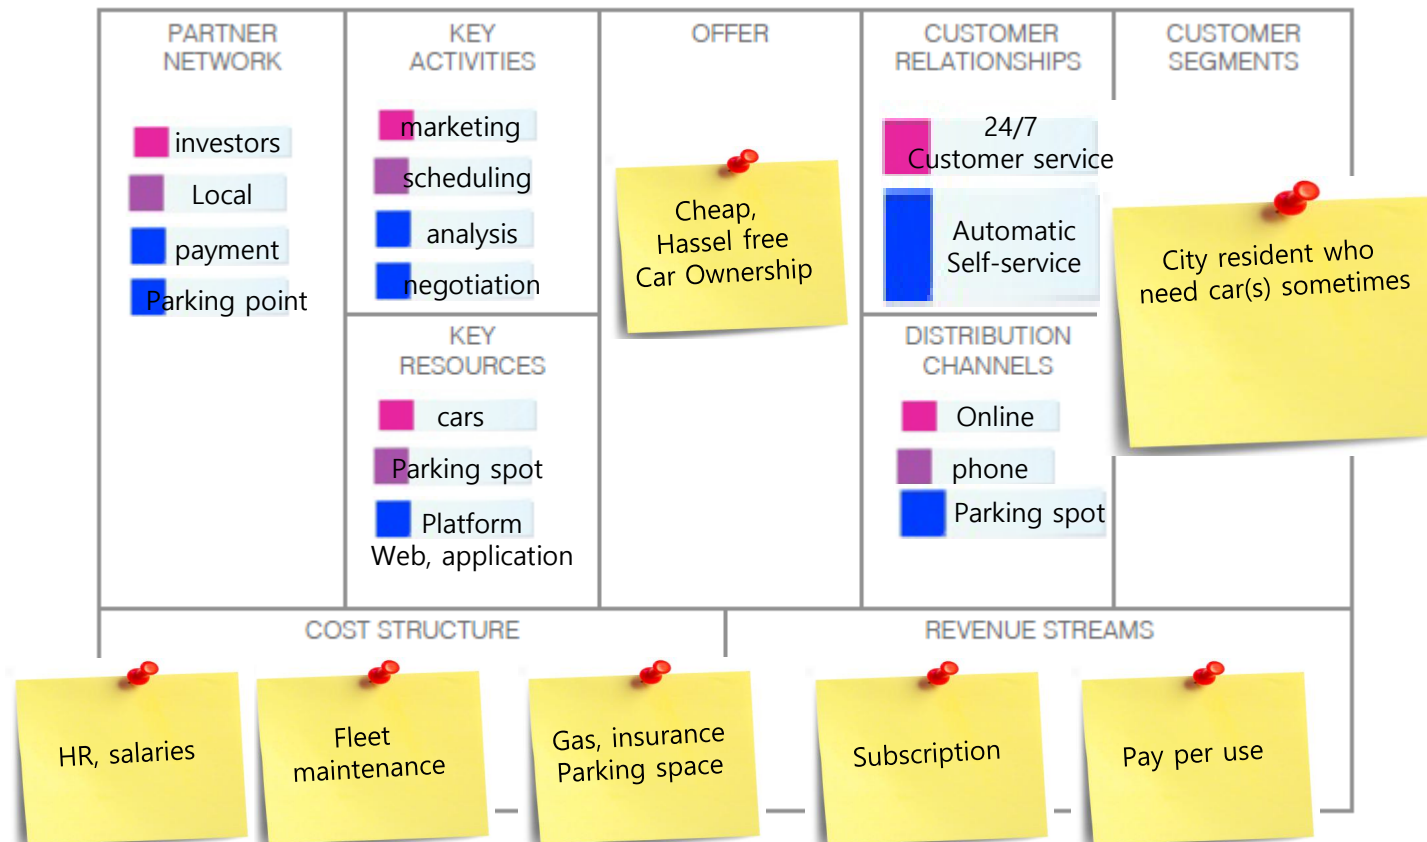 PARTNER
NETWORK
investors
Local
payment
Parking point
KEY
ACTIVITIES
marketing
scheduling
analysis
negotiation
KEY
RESOURCES
cars
Parking spot
Platform
Web, application
OFFER
Cheap,
Hassel free
Car Ownership
CUSTOMER
RELATIONSHIPS
24/7
Customer service
Automatic
Self-service
DISTRIBUTION
CHANNELS
Online
phone
Parking spot
CUSTOMER
SEGMENTS
City resident who
need car(s) sometimes
COST STRUCTURE
HR, salaries
Fleet
maintenance
Gas, insurance
Parking space
REVENUE STREAMS
Subscription
Pay per use